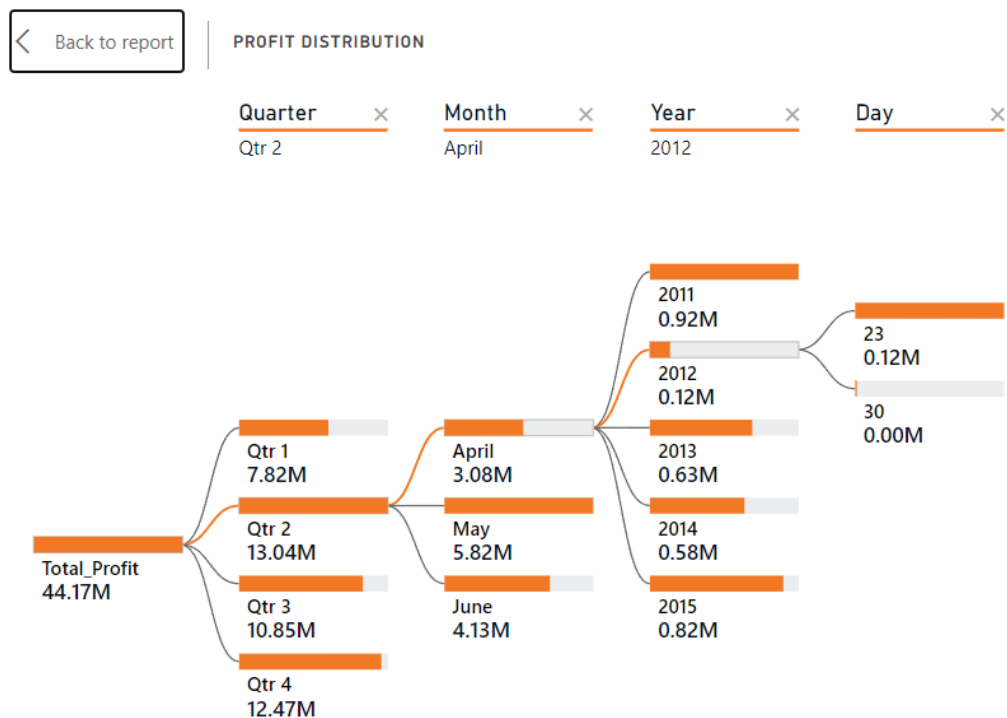 Back to report
PROFIT DISTRIBUTION
Quarter
Month
Year
Day
Qtr 2
April
2012
Total_Profit
44.17M
Qtr 1
7.82M
Qtr 2
13.04M
Qtr 3
10.85M
Qtr 4
12.47M
April
3.08M
May
5.82M
June
4.13M
2011
0.92M
2012
0.12M
2013
0.63M
2014
0.58M
2015
0.82M
23
0.12M
30
0.00M